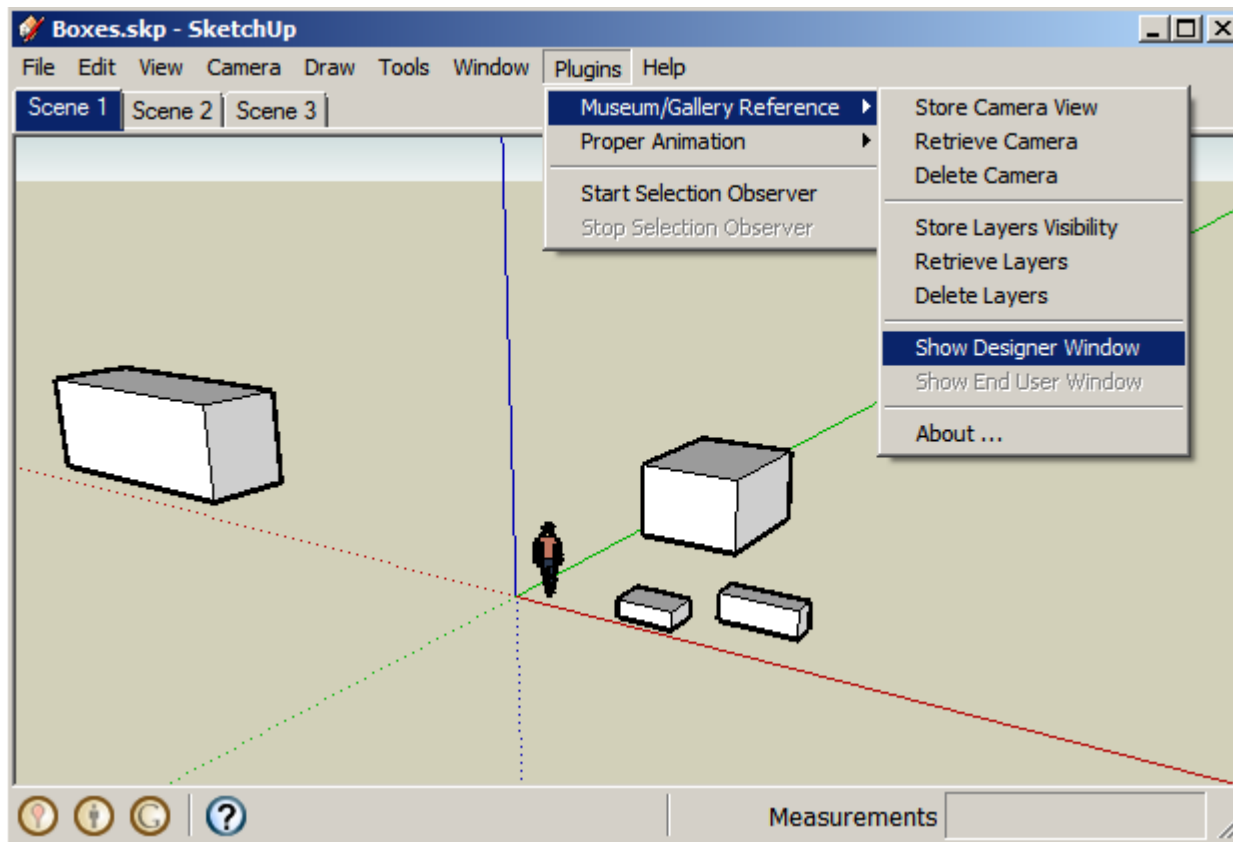 Boxes.skp - SketchUp
File Edit View Camera Draw Tools Window Plugins Help
Scene 1 Scene 2 Scene 3
Museum/Gallery Reference
Proper Animation
Start Selection Observer
Stop Selection Observer
Store Camera View
Retrieve Camera
Delete Camera
Store Layers Visibility
Retrieve Layers
Delete Layers
Show Designer Window
Show End User Window
About ...
G ?
Measurements